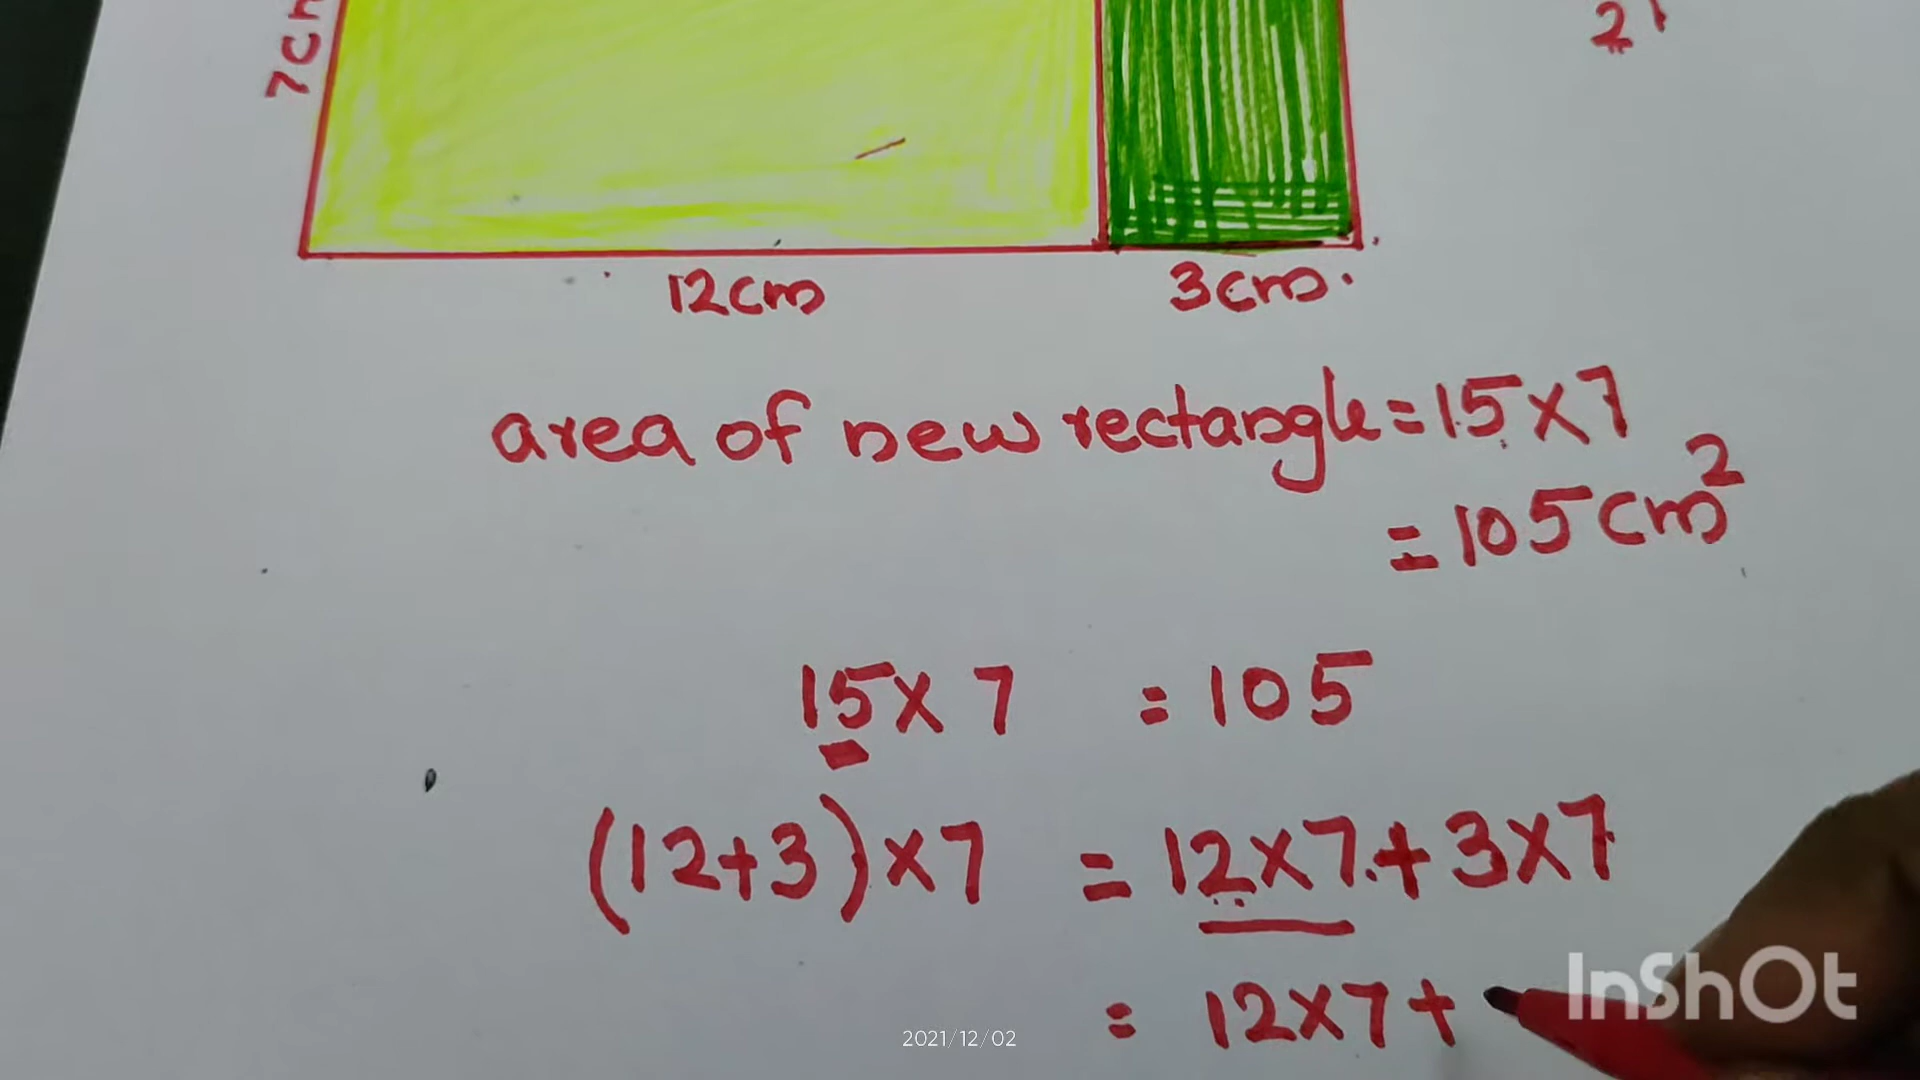 7cm
2
12cm
3cm
area of new rectangle = 15 × 7
= 105 cm²
15 × 7 = 105
(12+3) × 7 = 12 × 7 + 3 × 7
= 12 × 7 +
InShOt
2021/12/02